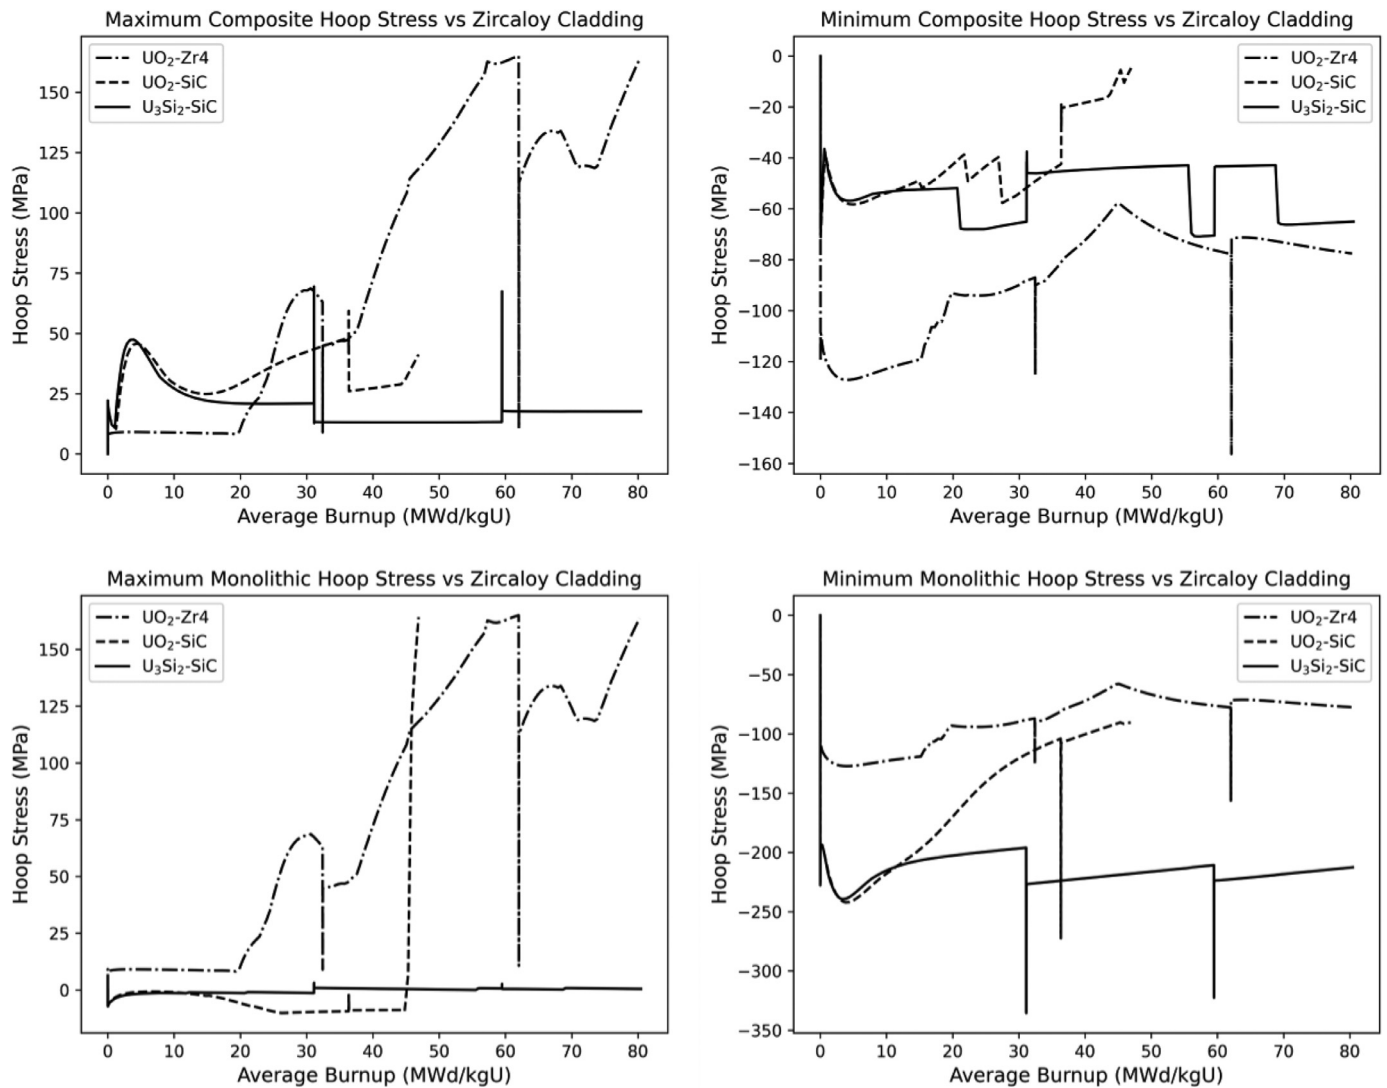 Maximum Composite Hoop Stress vs Zircaloy Cladding
UO₂-Zr4
UO₂-SiC
U₃Si₂-SiC
150
125
100
75
50
25
0
Hoop Stress (MPa)
0 10 20 30 40 50 60 70 80
Average Burnup (MWd/kgU)
Minimum Composite Hoop Stress vs Zircaloy Cladding
UO₂-Zr4
UO₂-SiC
U₃Si₂-SiC
0
−20
−40
−60
−80
−100
−120
−140
−160
Hoop Stress (MPa)
0 10 20 30 40 50 60 70 80
Average Burnup (MWd/kgU)
Maximum Monolithic Hoop Stress vs Zircaloy Cladding
UO₂-Zr4
UO₂-SiC
U₃Si₂-SiC
150
125
100
75
50
25
0
Hoop Stress (MPa)
0 10 20 30 40 50 60 70 80
Average Burnup (MWd/kgU)
Minimum Monolithic Hoop Stress vs Zircaloy Cladding
UO₂-Zr4
UO₂-SiC
U₃Si₂-SiC
0
−50
−100
−150
−200
−250
−300
−350
Hoop Stress (MPa)
0 10 20 30 40 50 60 70 80
Average Burnup (MWd/kgU)